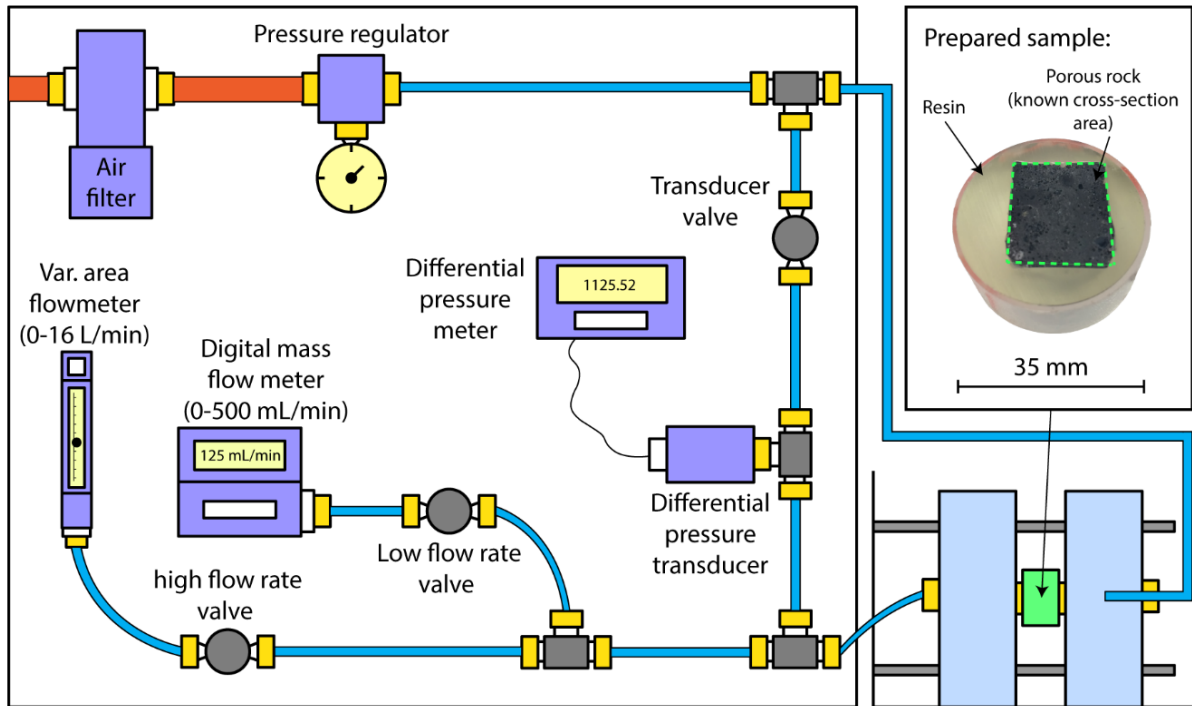 Pressure regulator
Air
filter
Transducer
valve
Differential
pressure
meter
1125.52
Var. area
flowmeter
(0-16 L/min)
Digital mass
flow meter
(0-500 mL/min)
125 mL/min
Low flow rate
valve
high flow rate
valve
Differential
pressure
transducer
Prepared sample:
Porous rock
(known cross-section
area)
Resin
35 mm